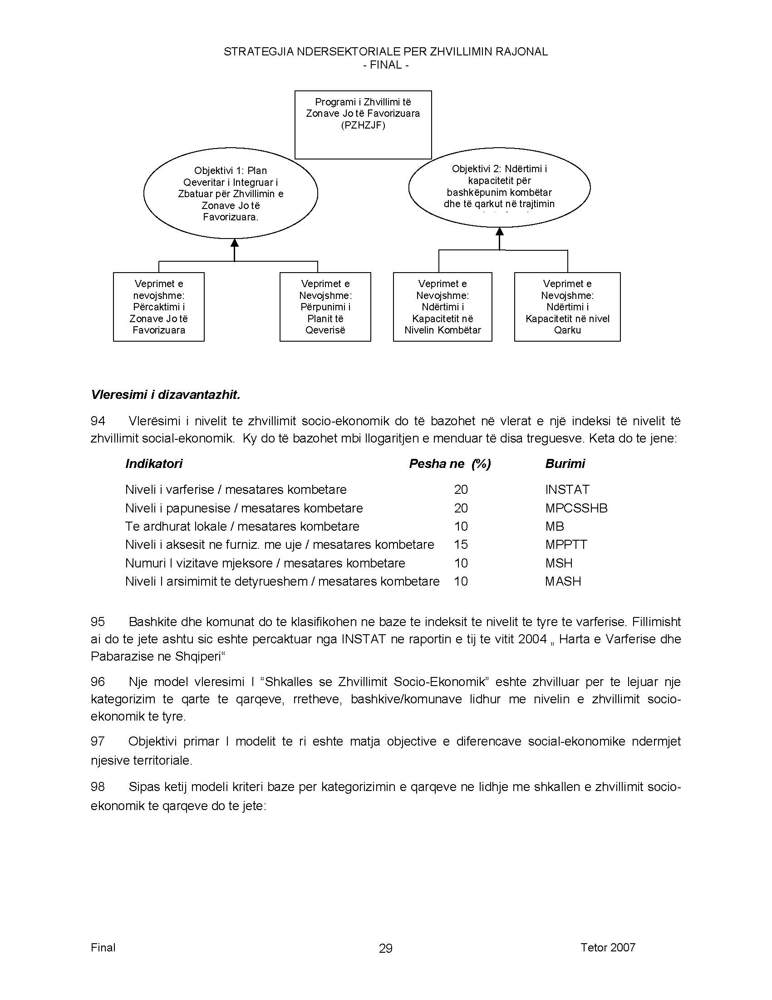 STRATEGJIA NDERSEKTORIALE PER ZHVILLIMIN RAJONAL
- FINAL -
Programi i Zhvillimi të
Zonave Jo të Favorizuara
(PZHZJF)
Objektivi 1: Plan
Qeveritar i Integruar i
Zbatuar për Zhvillimin e
Zonave Jo të
Favorizuara.
Objektivi 2: Ndërtimi i
kapacitetit për
bashkëpunim kombëtar
dhe të qarkut në trajtimin
Veprimet e
nevojshme:
Përcaktimi i
Zonave Jo të
Favorizuara
Veprimet e
Nevojshme:
Përpunimi i
Planit të
Qeverisë
Veprimet e
Nevojshme:
Ndërtimi i
Kapacitetit në
Nivelin Kombëtar
Veprimet e
Nevojshme:
Ndërtimi i
Kapacitetit në nivel
Qarku
Vleresimi i dizavantazhit.
94 Vlerësimi i nivelit te zhvillimit socio-ekonomik do të bazohet në vlerat e një indeksi të nivelit të
zhvillimit social-ekonomik. Ky do të bazohet mbi llogaritjen e menduar të disa treguesve. Keta do te jene:
Indikatori Pesha ne (%) Burimi
Niveli i varferise / mesatares kombetare 20 INSTAT
Niveli i papunesise / mesatares kombetare 20 MPCSSHB
Te ardhurat lokale / mesatares kombetare 10 MB
Niveli i aksesit ne furniz. me uje / mesatares kombetare 15 MPPTT
Numuri I vizitave mjeksore / mesatares kombetare 10 MSH
Niveli I arsimimit te detyrueshem / mesatares kombetare 10 MASH
95 Bashkite dhe komunat do te klasifikohen ne baze te indeksit te nivelit te tyre te varferise. Fillimisht
ai do te jete ashtu sic eshte percaktuar nga INSTAT ne raportin e tij te vitit 2004 „ Harta e Varferise dhe
Pabarazise ne Shqiperi“
96 Nje model vleresimi I “Shkalles se Zhvillimit Socio-Ekonomik” eshte zhvilluar per te lejuar nje
kategorizim te qarte te qarqeve, rretheve, bashkive/komunave lidhur me nivelin e zhvillimit socio-
ekonomik te tyre.
97 Objektivi primar I modelit te ri eshte matja objective e diferencave social-ekonomike ndermjet
njesive territoriale.
98 Sipas ketij modeli kriteri baze per kategorizimin e qarqeve ne lidhje me shkallen e zhvillimit socio-
ekonomik te qarqeve do te jete:
Final 29 Tetor 2007